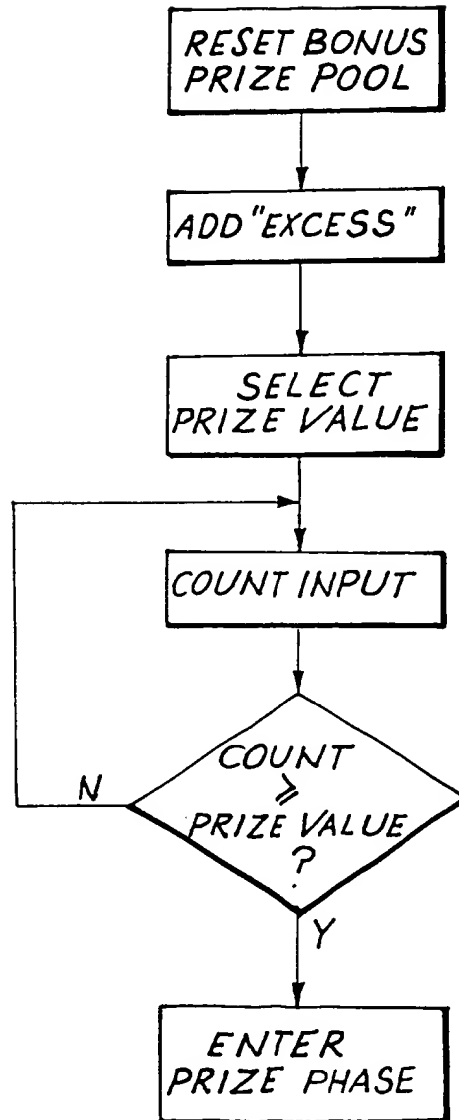 RESET BONUS
PRIZE POOL
ADD "EXCESS"
SELECT
PRIZE VALUE
COUNT INPUT
COUNT
⩾
PRIZE VALUE
?
N
Y
ENTER
PRIZE PHASE